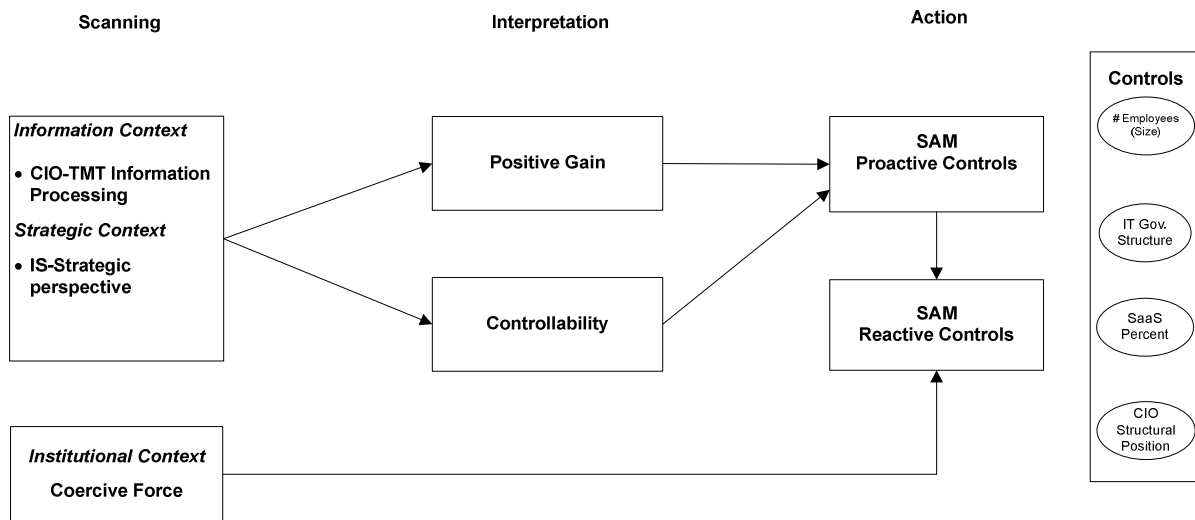 Scanning
Interpretation
Action
Information Context
• CIO-TMT Information
Processing
Strategic Context
• IS-Strategic
perspective
Institutional Context
Coercive Force
Positive Gain
Controllability
SAM
Proactive Controls
SAM
Reactive Controls
Controls
# Employees
(Size)
IT Gov.
Structure
SaaS
Percent
CIO
Structural
Position